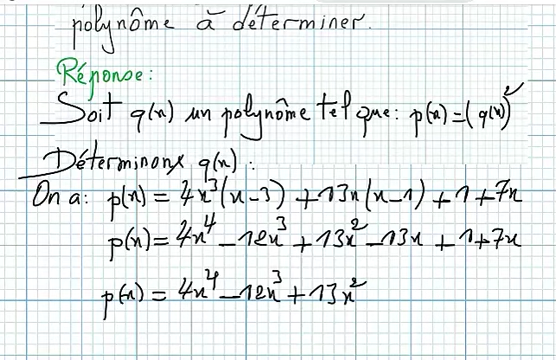 polynôme à déterminer.
Réponse:
Soit q(x) un polynôme tel que: p(x)=(q(x))²
Déterminons q(x):
On a: p(x) = 4x³(x-3) +13x(x-1) +1+7x
p(x) = 4x⁴ -12x³ +13x² -13x +1+7x
p(x) = 4x⁴ -12x³ +13x²